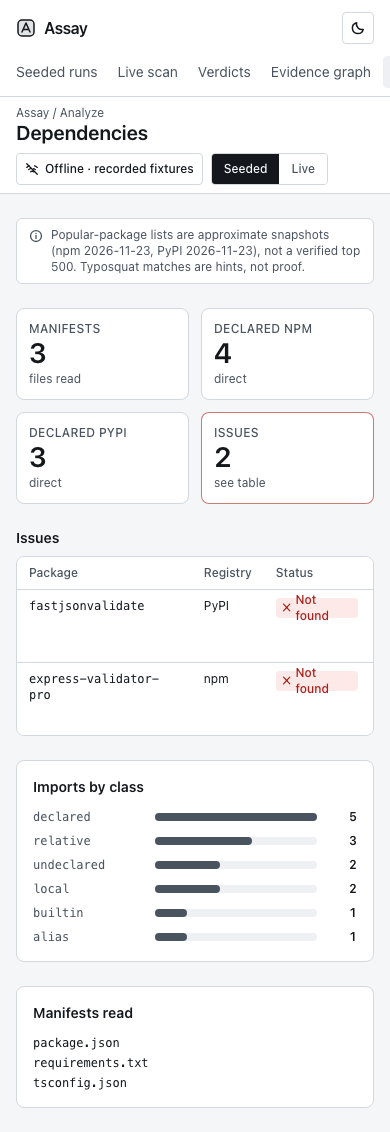 Assay
Seeded runs Live scan Verdicts Evidence graph
Assay / Analyze
Dependencies
Offline · recorded fixtures Seeded Live
Popular-package lists are approximate snapshots
(npm 2026-11-23, PyPI 2026-11-23), not a verified top
500. Typosquat matches are hints, not proof.
MANIFESTS
3
files read
DECLARED NPM
4
direct
DECLARED PYPI
3
direct
ISSUES
2
see table
Issues
Package Registry Status
fastjsonvalidate PyPI Not found
express-validator-pro npm Not found
Imports by class
declared 5
relative 3
undeclared 2
local 2
builtin 1
alias 1
Manifests read
package.json
requirements.txt
tsconfig.json